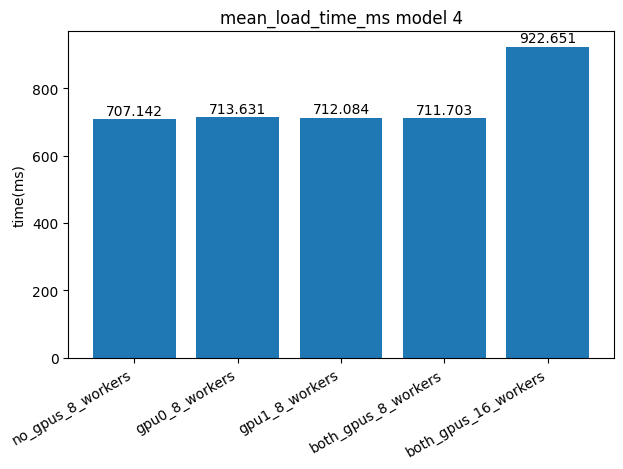 mean_load_time_ms model 4
922.651
707.142
713.631
712.084
711.703
800
600
400
200
0
time(ms)
no_gpus_8_workers
gpu0_8_workers
gpu1_8_workers
both_gpus_8_workers
both_gpus_16_workers